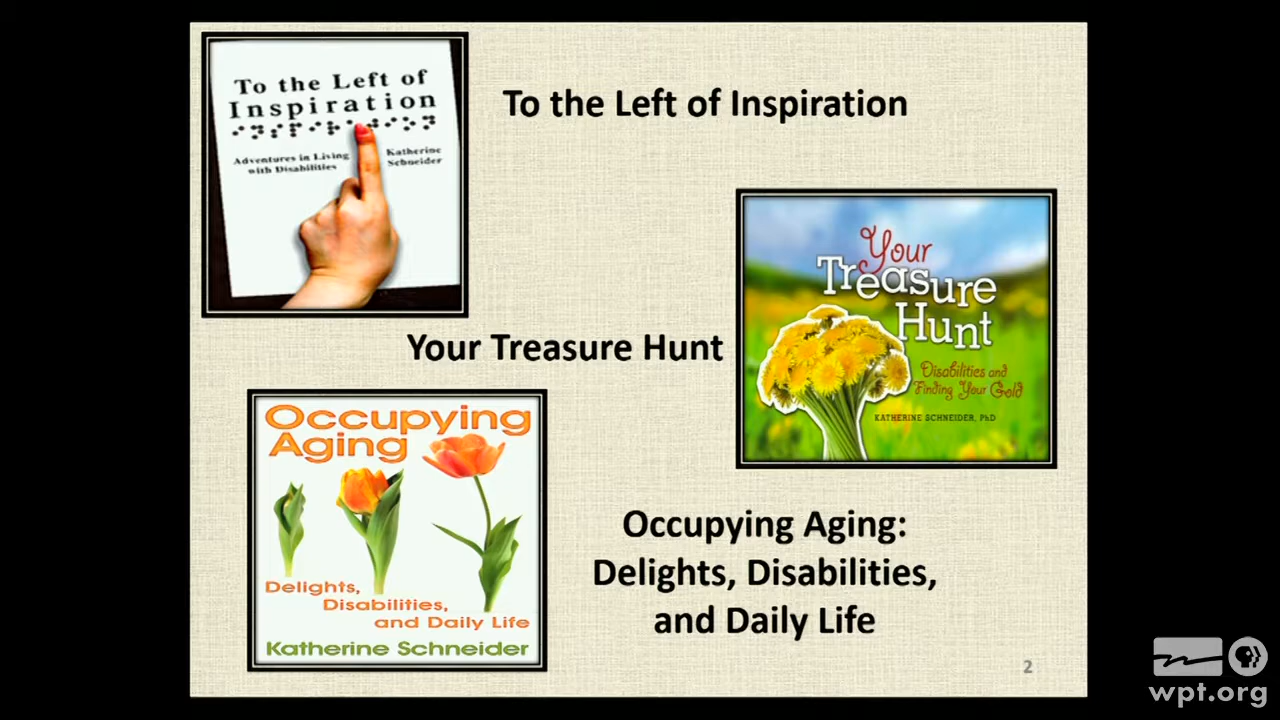 To the Left of
Inspiration
Adventures in Living
with Disabilities
Katherine
Schneider
To the Left of Inspiration
Your
Treasure
Hunt
Disabilities and
Finding Your Gold
KATHERINE SCHNEIDER, PhD
Your Treasure Hunt
Occupying
Aging
Delights,
Disabilities,
and Daily Life
Katherine Schneider
Occupying Aging:
Delights, Disabilities,
and Daily Life
2
wpt.org